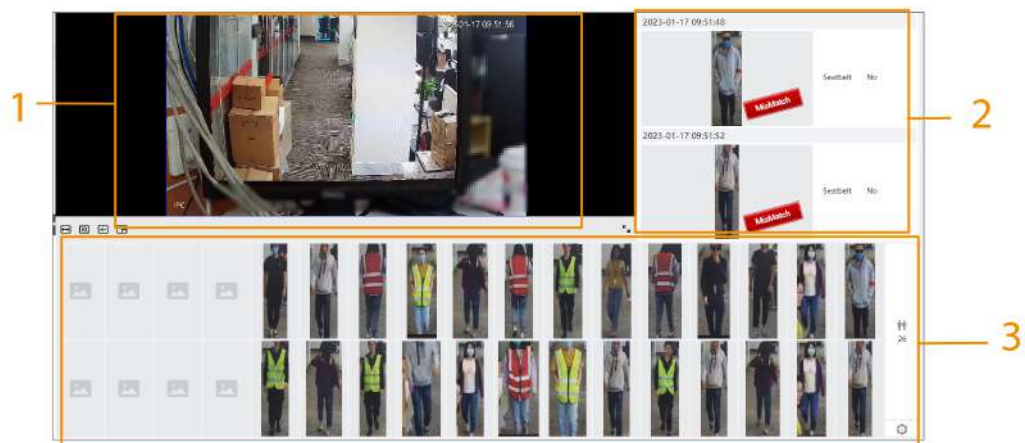 2023-01-17 09:51:56
2023-01-17 09:51:48
Seatbelt No
MisMatch
1
2
2023-01-17 09:51:52
Seatbelt No
MisMatch
IPC
26
3